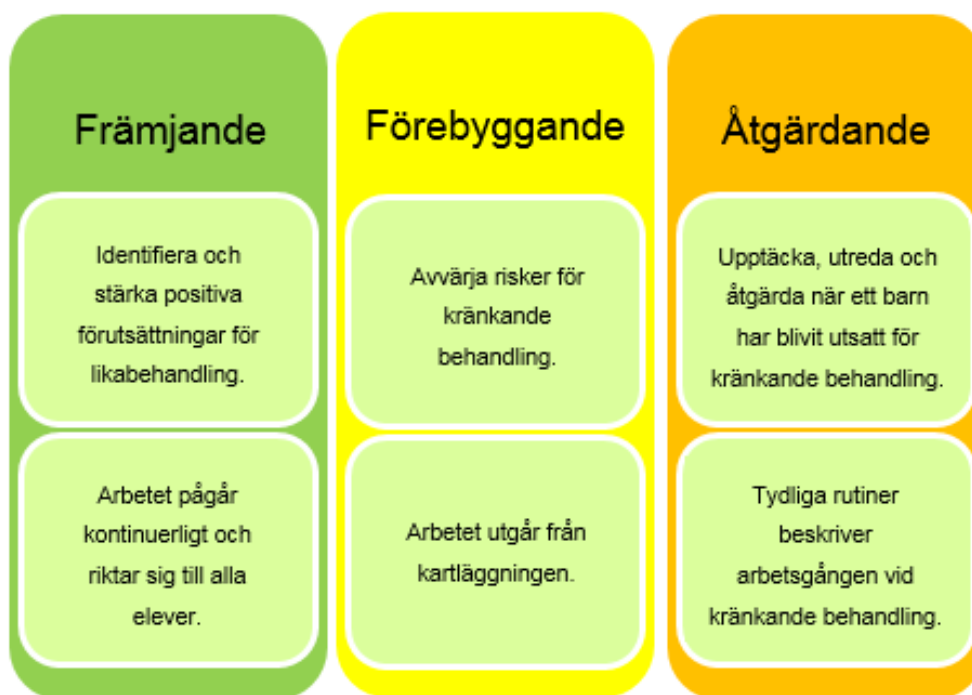 Främjande
Identifiera och
stärka positiva
förutsättningar för
likabehandling.
Arbetet pågår
kontinuerligt och
riktar sig till alla
elever.
Förebyggande
Avvärja risker för
kränkande
behandling.
Arbetet utgår från
kartläggningen.
Åtgärdande
Upptäcka, utreda och
åtgärda när ett barn
har blivit utsatt för
kränkande behandling.
Tydliga rutiner
beskriver
arbetsgången vid
kränkande behandling.